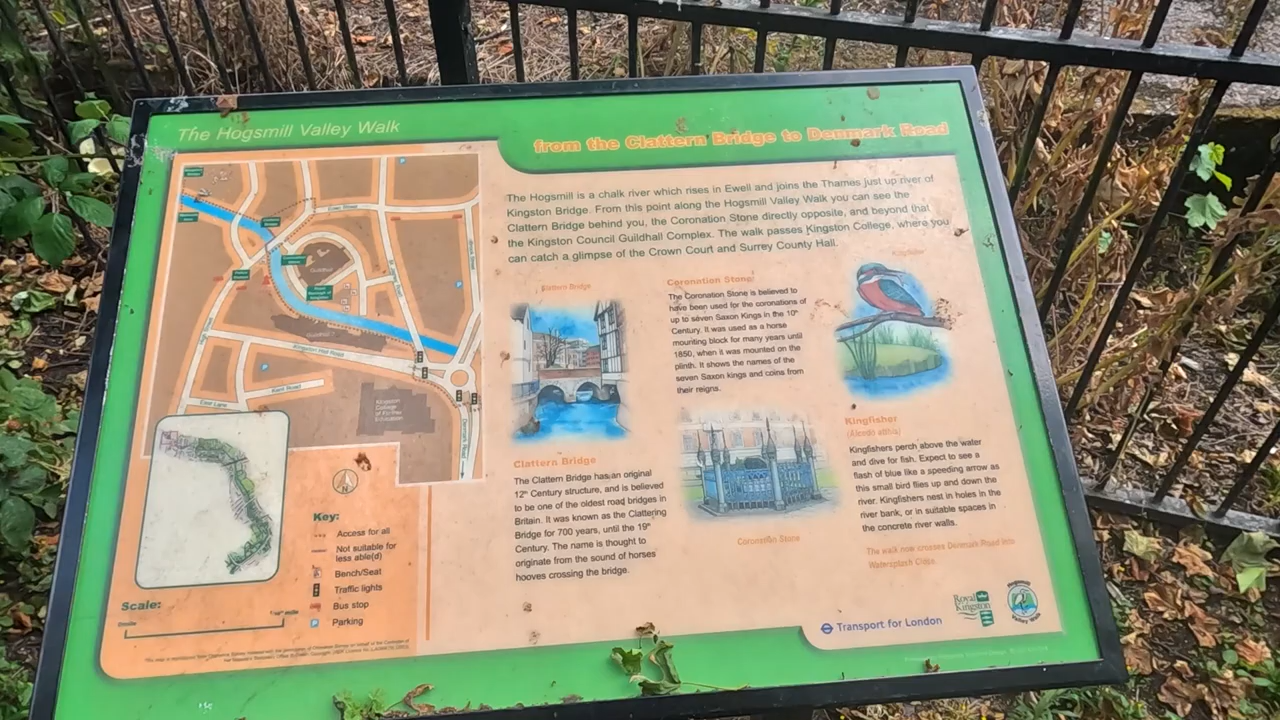 The Hogsmill Valley Walk
from the Clattern Bridge to Denmark Road
The Hogsmill is a chalk river which rises in Ewell and joins the Thames just up river of
Kingston Bridge. From this point along the Hogsmill Valley Walk you can see the
Clattern Bridge behind you, the Coronation Stone directly opposite, and beyond that
the Kingston Council Guildhall Complex. The walk passes Kingston College, where you
can catch a glimpse of the Crown Court and Surrey County Hall.
Clattern Bridge
Clattern Bridge
The Clattern Bridge has an original
12th Century structure, and is believed
to be one of the oldest road bridges in
Britain. It was known as the Clattering
Bridge for 700 years, until the 19th
Century. The name is thought to
originate from the sound of horses
hooves crossing the bridge.
Coronation Stone
The Coronation Stone is believed to
have been used for the coronations of
up to seven Saxon Kings in the 10th
Century. It was used as a horse
mounting block for many years until
1850, when it was mounted on the
plinth. It shows the names of the
seven Saxon kings and coins from
their reigns.
Coronation Stone
Kingfisher
Kingfisher
(Alcedo atthis)
Kingfishers perch above the water
and dive for fish. Expect to see a
flash of blue like a speeding arrow as
this small bird flies up and down the
river. Kingfishers nest in holes in the
river bank, or in suitable spaces in
the concrete river walls.
The walk now crosses Denmark Road into
Watersplash Close
Guildhall
Kingston Hall Road
Kent Road
East Lane
Kingston
College
of Further
Education
Denmark Road
N
Key:
Access for all
Not suitable for
less able(d)
Bench/Seat
Traffic lights
Bus stop
P Parking
Scale:
0 mile
Transport for London
Royal
Kingston
Hogsmill
Valley Walk